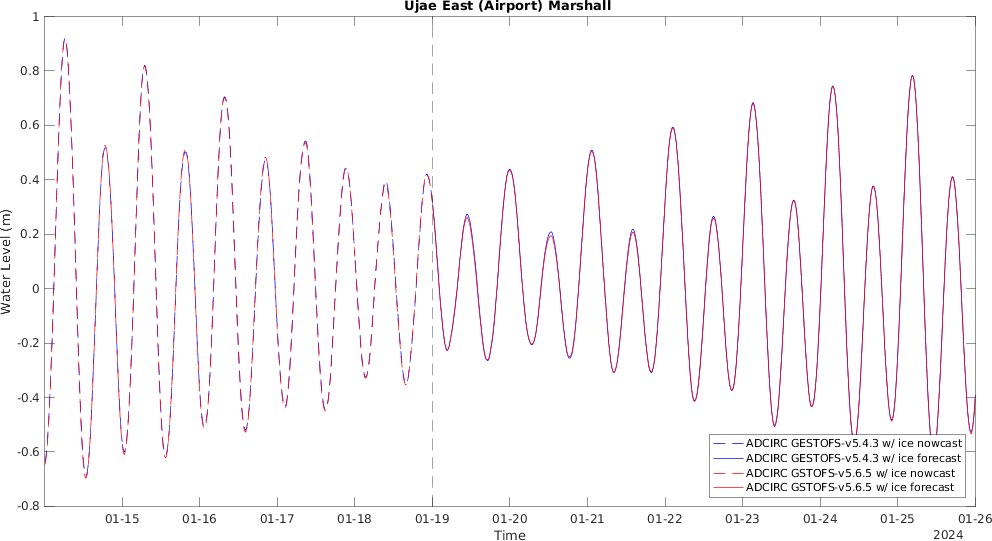 Ujae East (Airport) Marshall
Water Level (m)
1
0.8
0.6
0.4
0.2
0
-0.2
-0.4
-0.6
-0.8
ADCIRC GESTOFS-v5.4.3 w/ ice nowcast
ADCIRC GESTOFS-v5.4.3 w/ ice forecast
ADCIRC GSTOFS-v5.6.5 w/ ice nowcast
ADCIRC GSTOFS-v5.6.5 w/ ice forecast
01-15 01-16 01-17 01-18 01-19 01-20 01-21 01-22 01-23 01-24 01-25 01-26
Time
2024